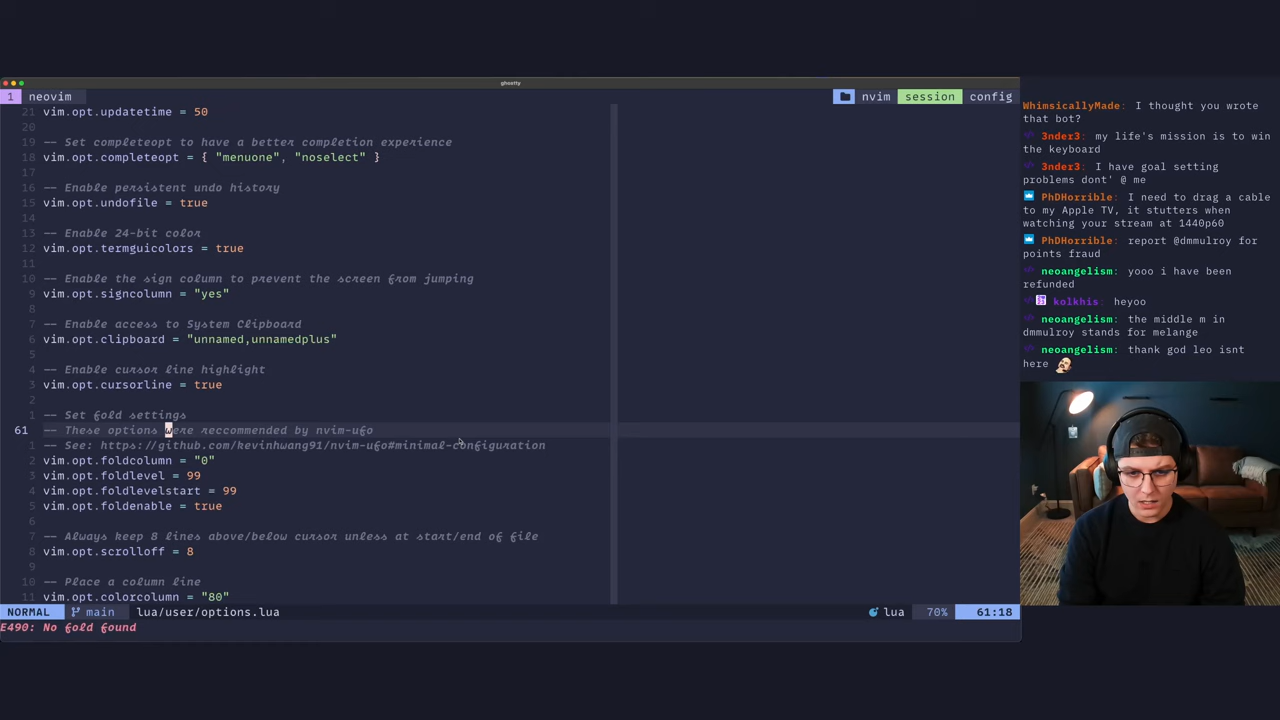 ghostty
1 neovim
nvim session config
21 vim.opt.updatetime = 50
20
19 -- Set completeopt to have a better completion experience
18 vim.opt.completeopt = { "menuone", "noselect" }
17
16 -- Enable persistent undo history
15 vim.opt.undofile = true
14
13 -- Enable 24-bit color
12 vim.opt.termguicolors = true
11
10 -- Enable the sign column to prevent the screen from jumping
9 vim.opt.signcolumn = "yes"
8
7 -- Enable access to System Clipboard
6 vim.opt.clipboard = "unnamed,unnamedplus"
5
4 -- Enable cursor line highlight
3 vim.opt.cursorline = true
2
1 -- Set fold settings
61 -- These options were reccommended by nvim-ufo
1 -- See: https://github.com/kevinhwang91/nvim-ufo#minimal-configuration
2 vim.opt.foldcolumn = "0"
3 vim.opt.foldlevel = 99
4 vim.opt.foldlevelstart = 99
5 vim.opt.foldenable = true
6
7 -- Always keep 8 lines above/below cursor unless at start/end of file
8 vim.opt.scrolloff = 8
9
10 -- Place a column line
11 vim.opt.colorcolumn = "80"
NORMAL main lua/user/options.lua lua 70% 61:18
E490: No fold found
WhimsicallyMade: I thought you wrote
that bot?
3nder3: my life's mission is to win
the keyboard
3nder3: I have goal setting
problems dont' @ me
PhDHorrible: I need to drag a cable
to my Apple TV, it stutters when
watching your stream at 1440p60
PhDHorrible: report @dmmulroy for
points fraud
neoangelism: yooo i have been
refunded
kolkhis: heyoo
neoangelism: the middle m in
dmmulroy stands for melange
neoangelism: thank god leo isnt
here